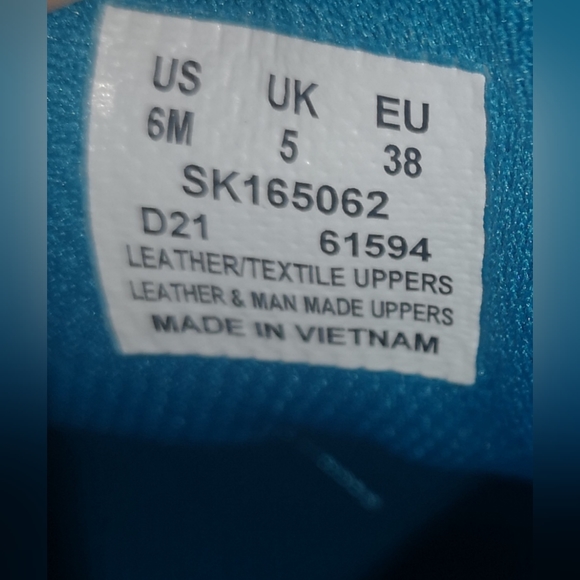 US UK EU
6M 5 38
SK165062
D21 61594
LEATHER/TEXTILE UPPERS
LEATHER & MAN MADE UPPERS
MADE IN VIETNAM